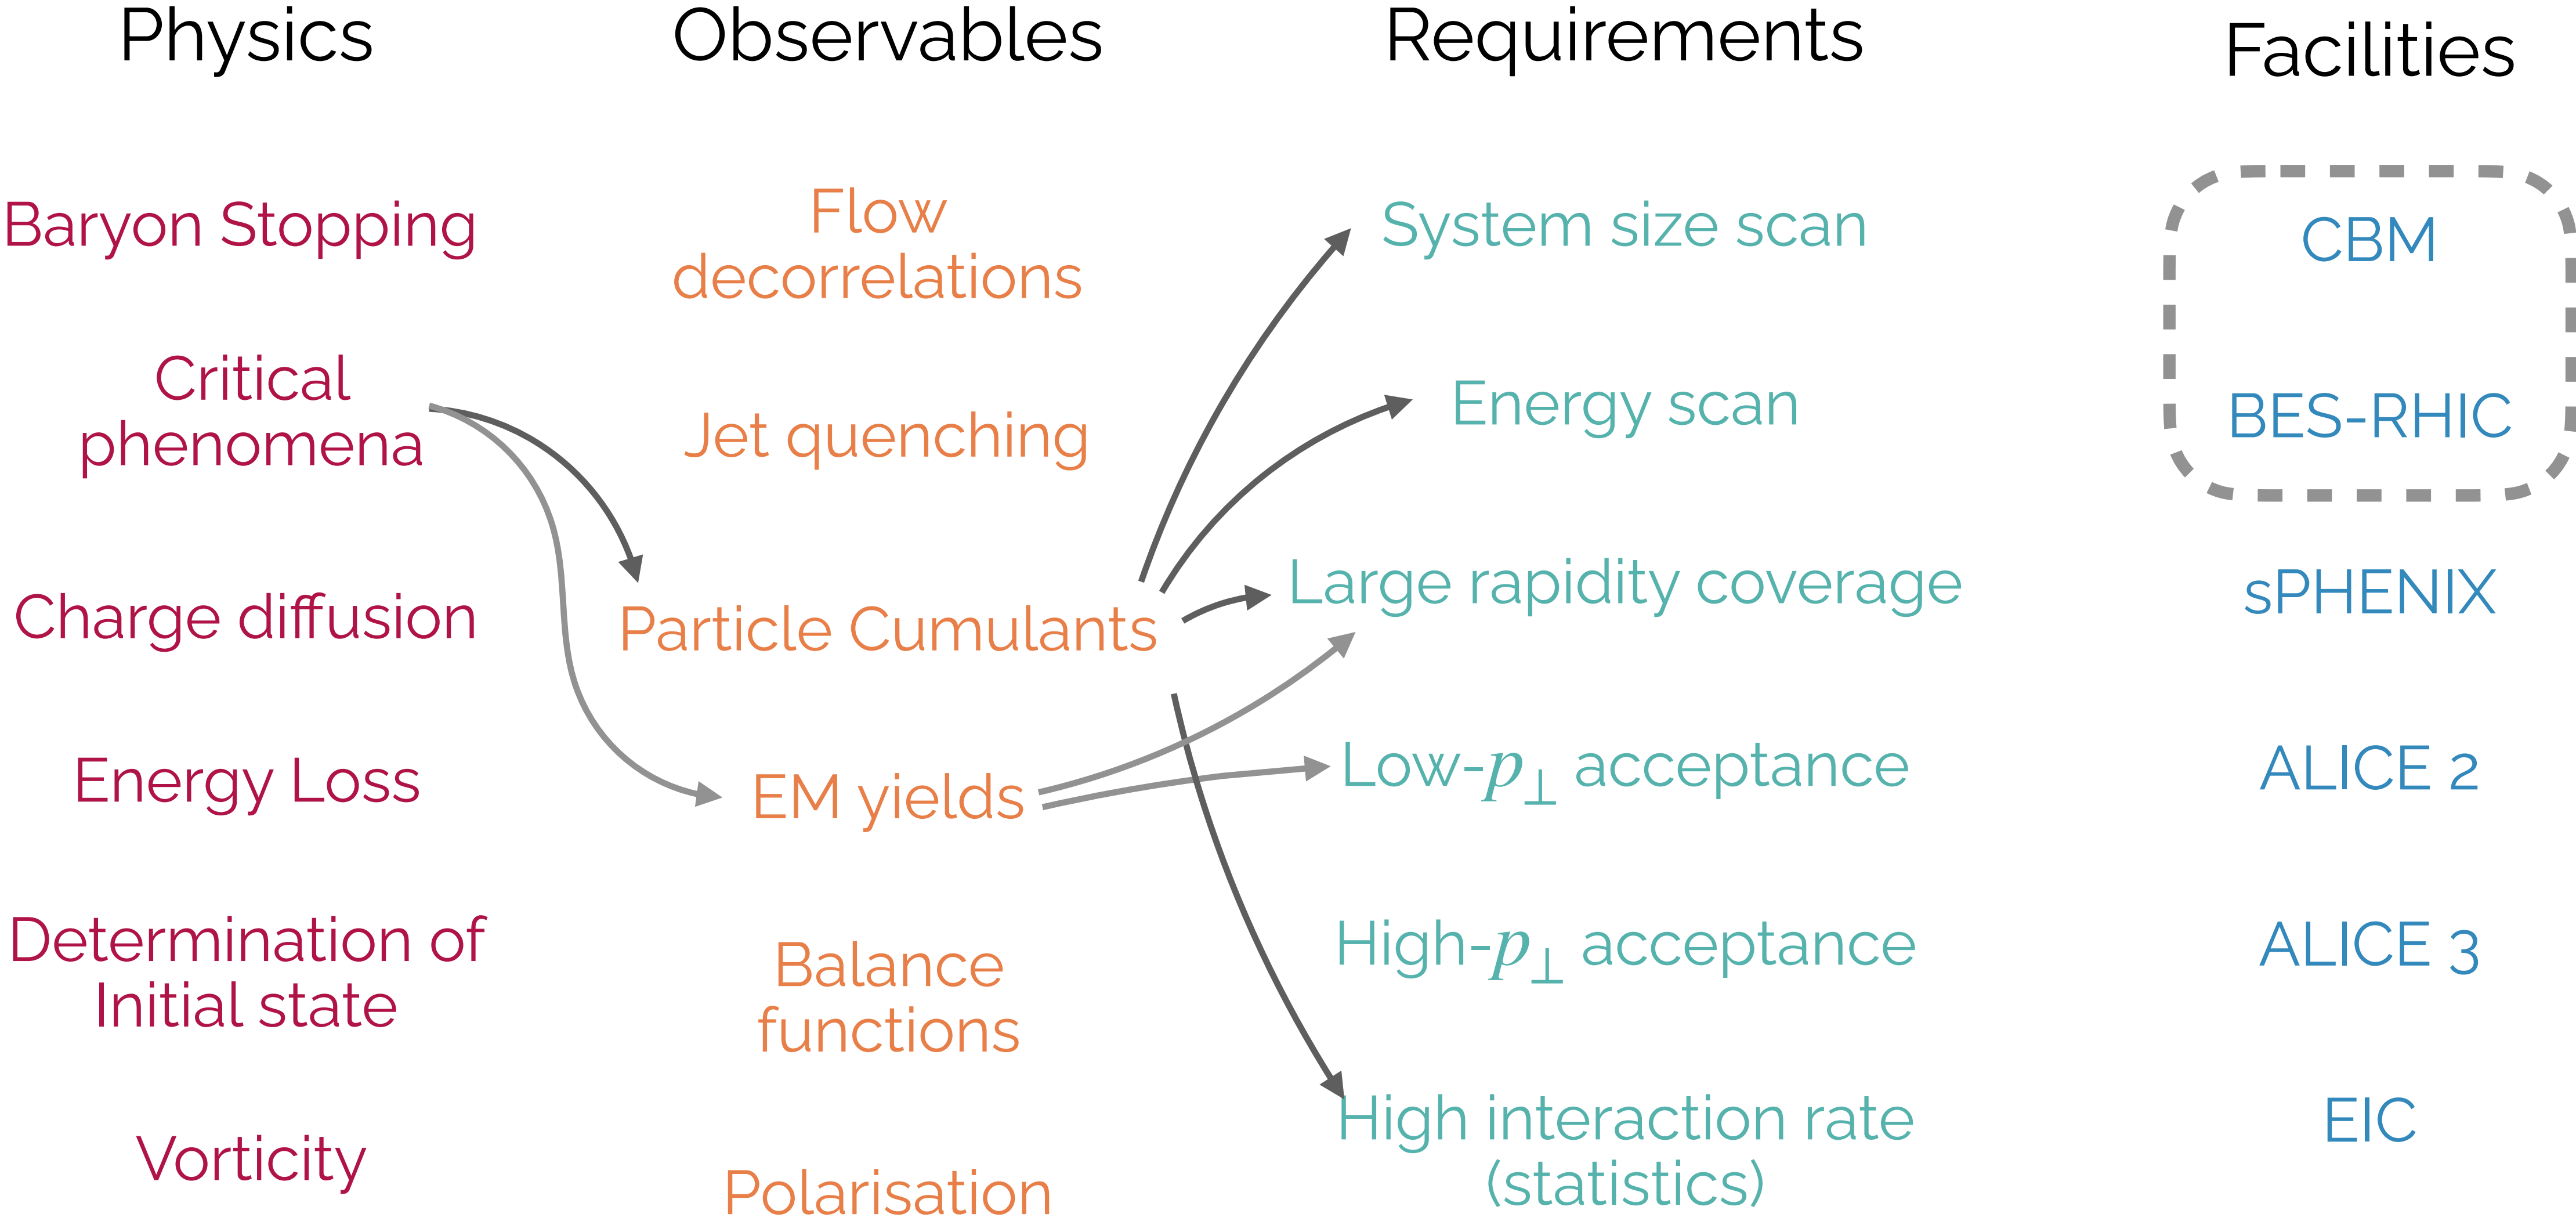 Physics
Observables
Requirements
Facilities
Baryon Stopping
Critical
phenomena
Charge diffusion
Energy Loss
Determination of
Initial state
Vorticity
Flow
decorrelations
Jet quenching
Particle Cumulants
EM yields
Balance
functions
Polarisation
System size scan
Energy scan
Large rapidity coverage
Low-p⊥ acceptance
High-p⊥ acceptance
High interaction rate
(statistics)
CBM
BES-RHIC
sPHENIX
ALICE 2
ALICE 3
EIC